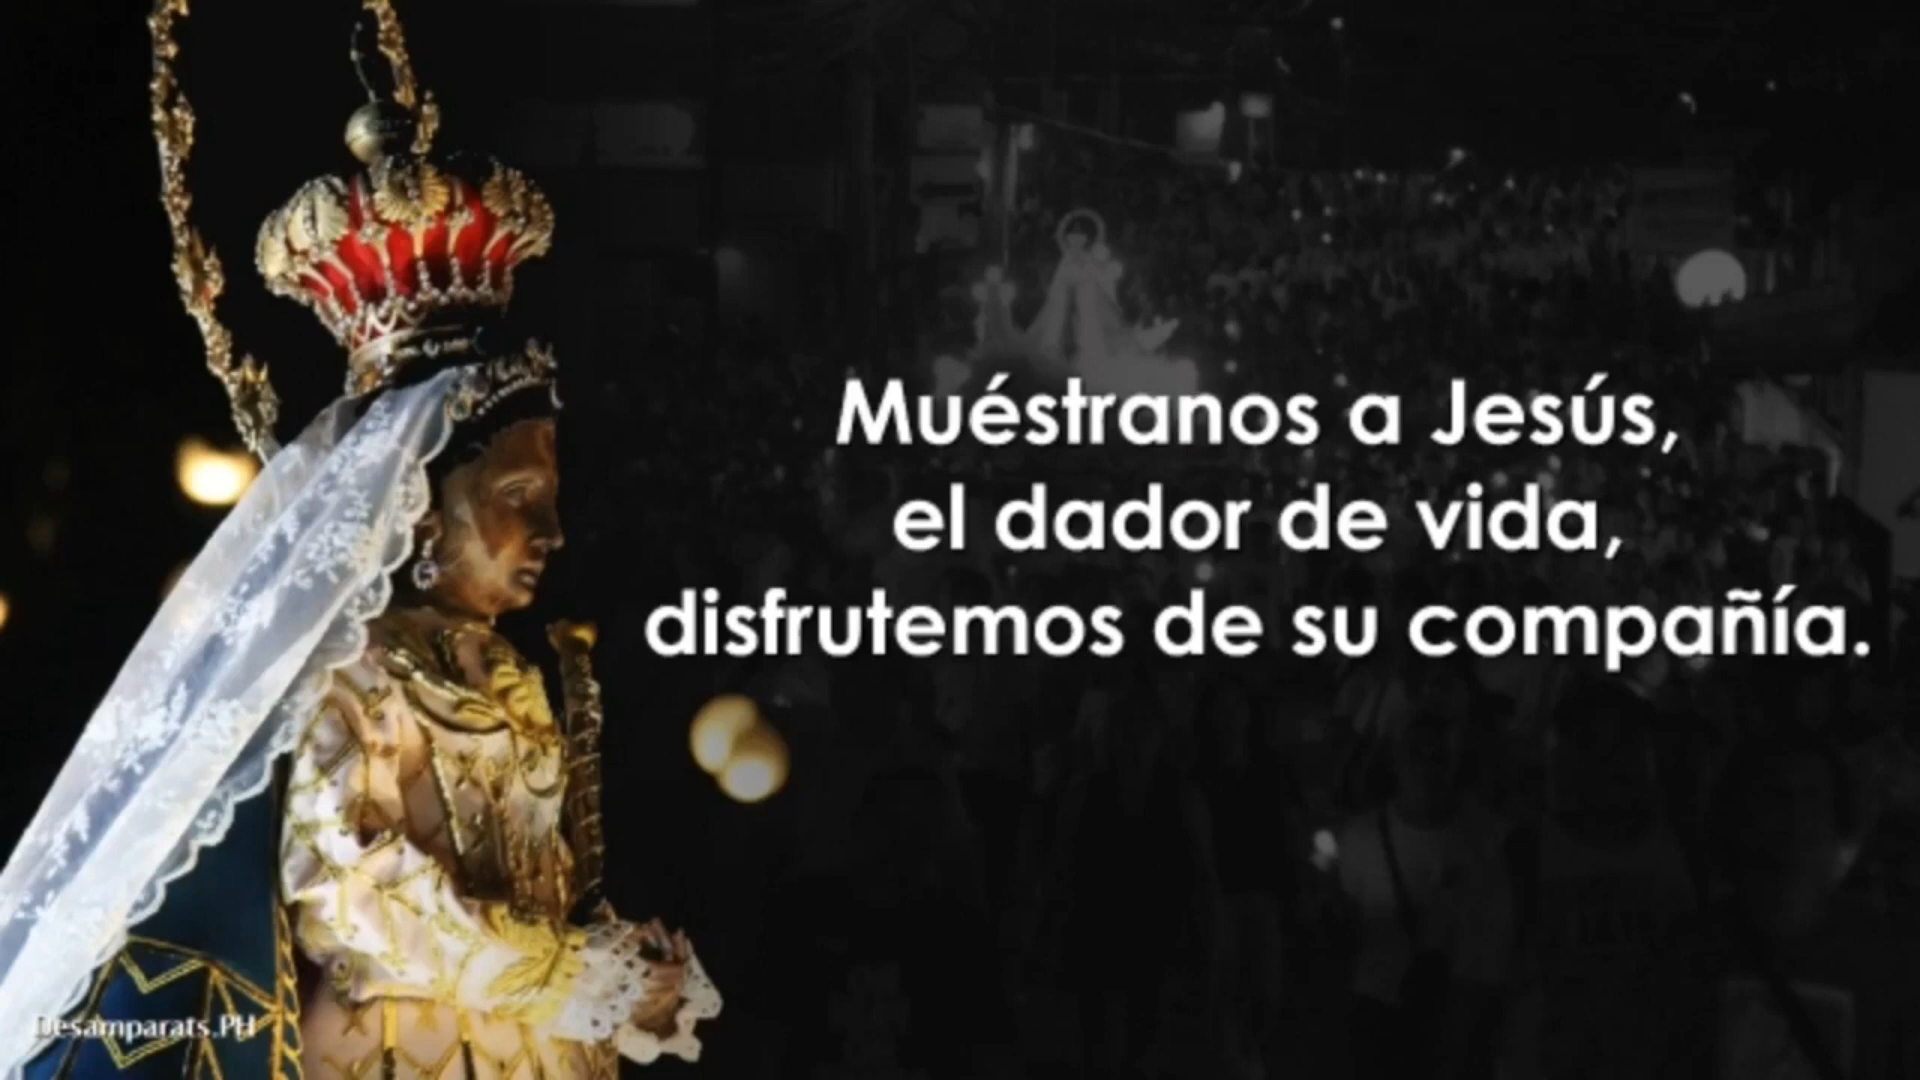 Muéstranos a Jesús,
el dador de vida,
disfrutemos de su compañía.
Desamparats.PH